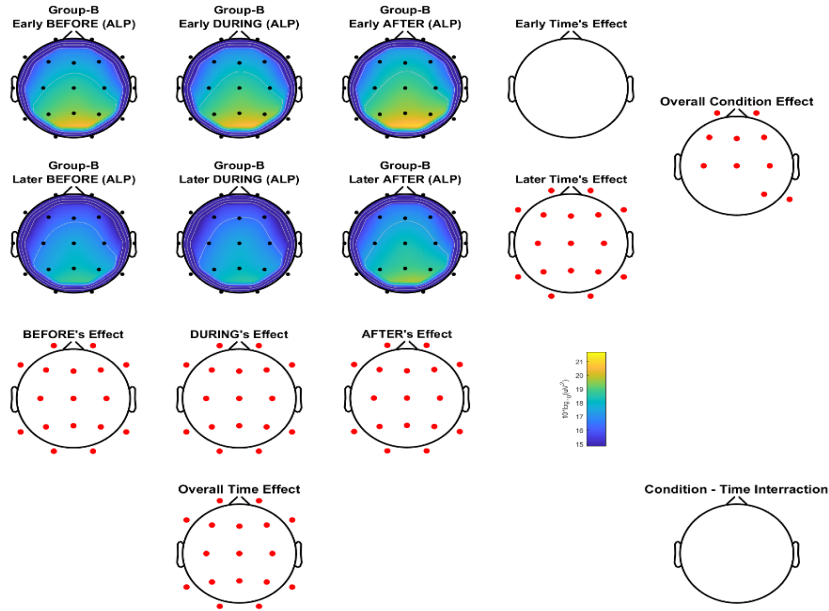 Group-B
Early BEFORE (ALP)
Group-B
Early DURING (ALP)
Group-B
Early AFTER (ALP)
Early Time's Effect
Overall Condition Effect
Group-B
Later BEFORE (ALP)
Group-B
Later DURING (ALP)
Group-B
Later AFTER (ALP)
Later Time's Effect
BEFORE's Effect
DURING's Effect
AFTER's Effect
21
20
19
18
17
16
15
Overall Time Effect
Condition - Time Interraction